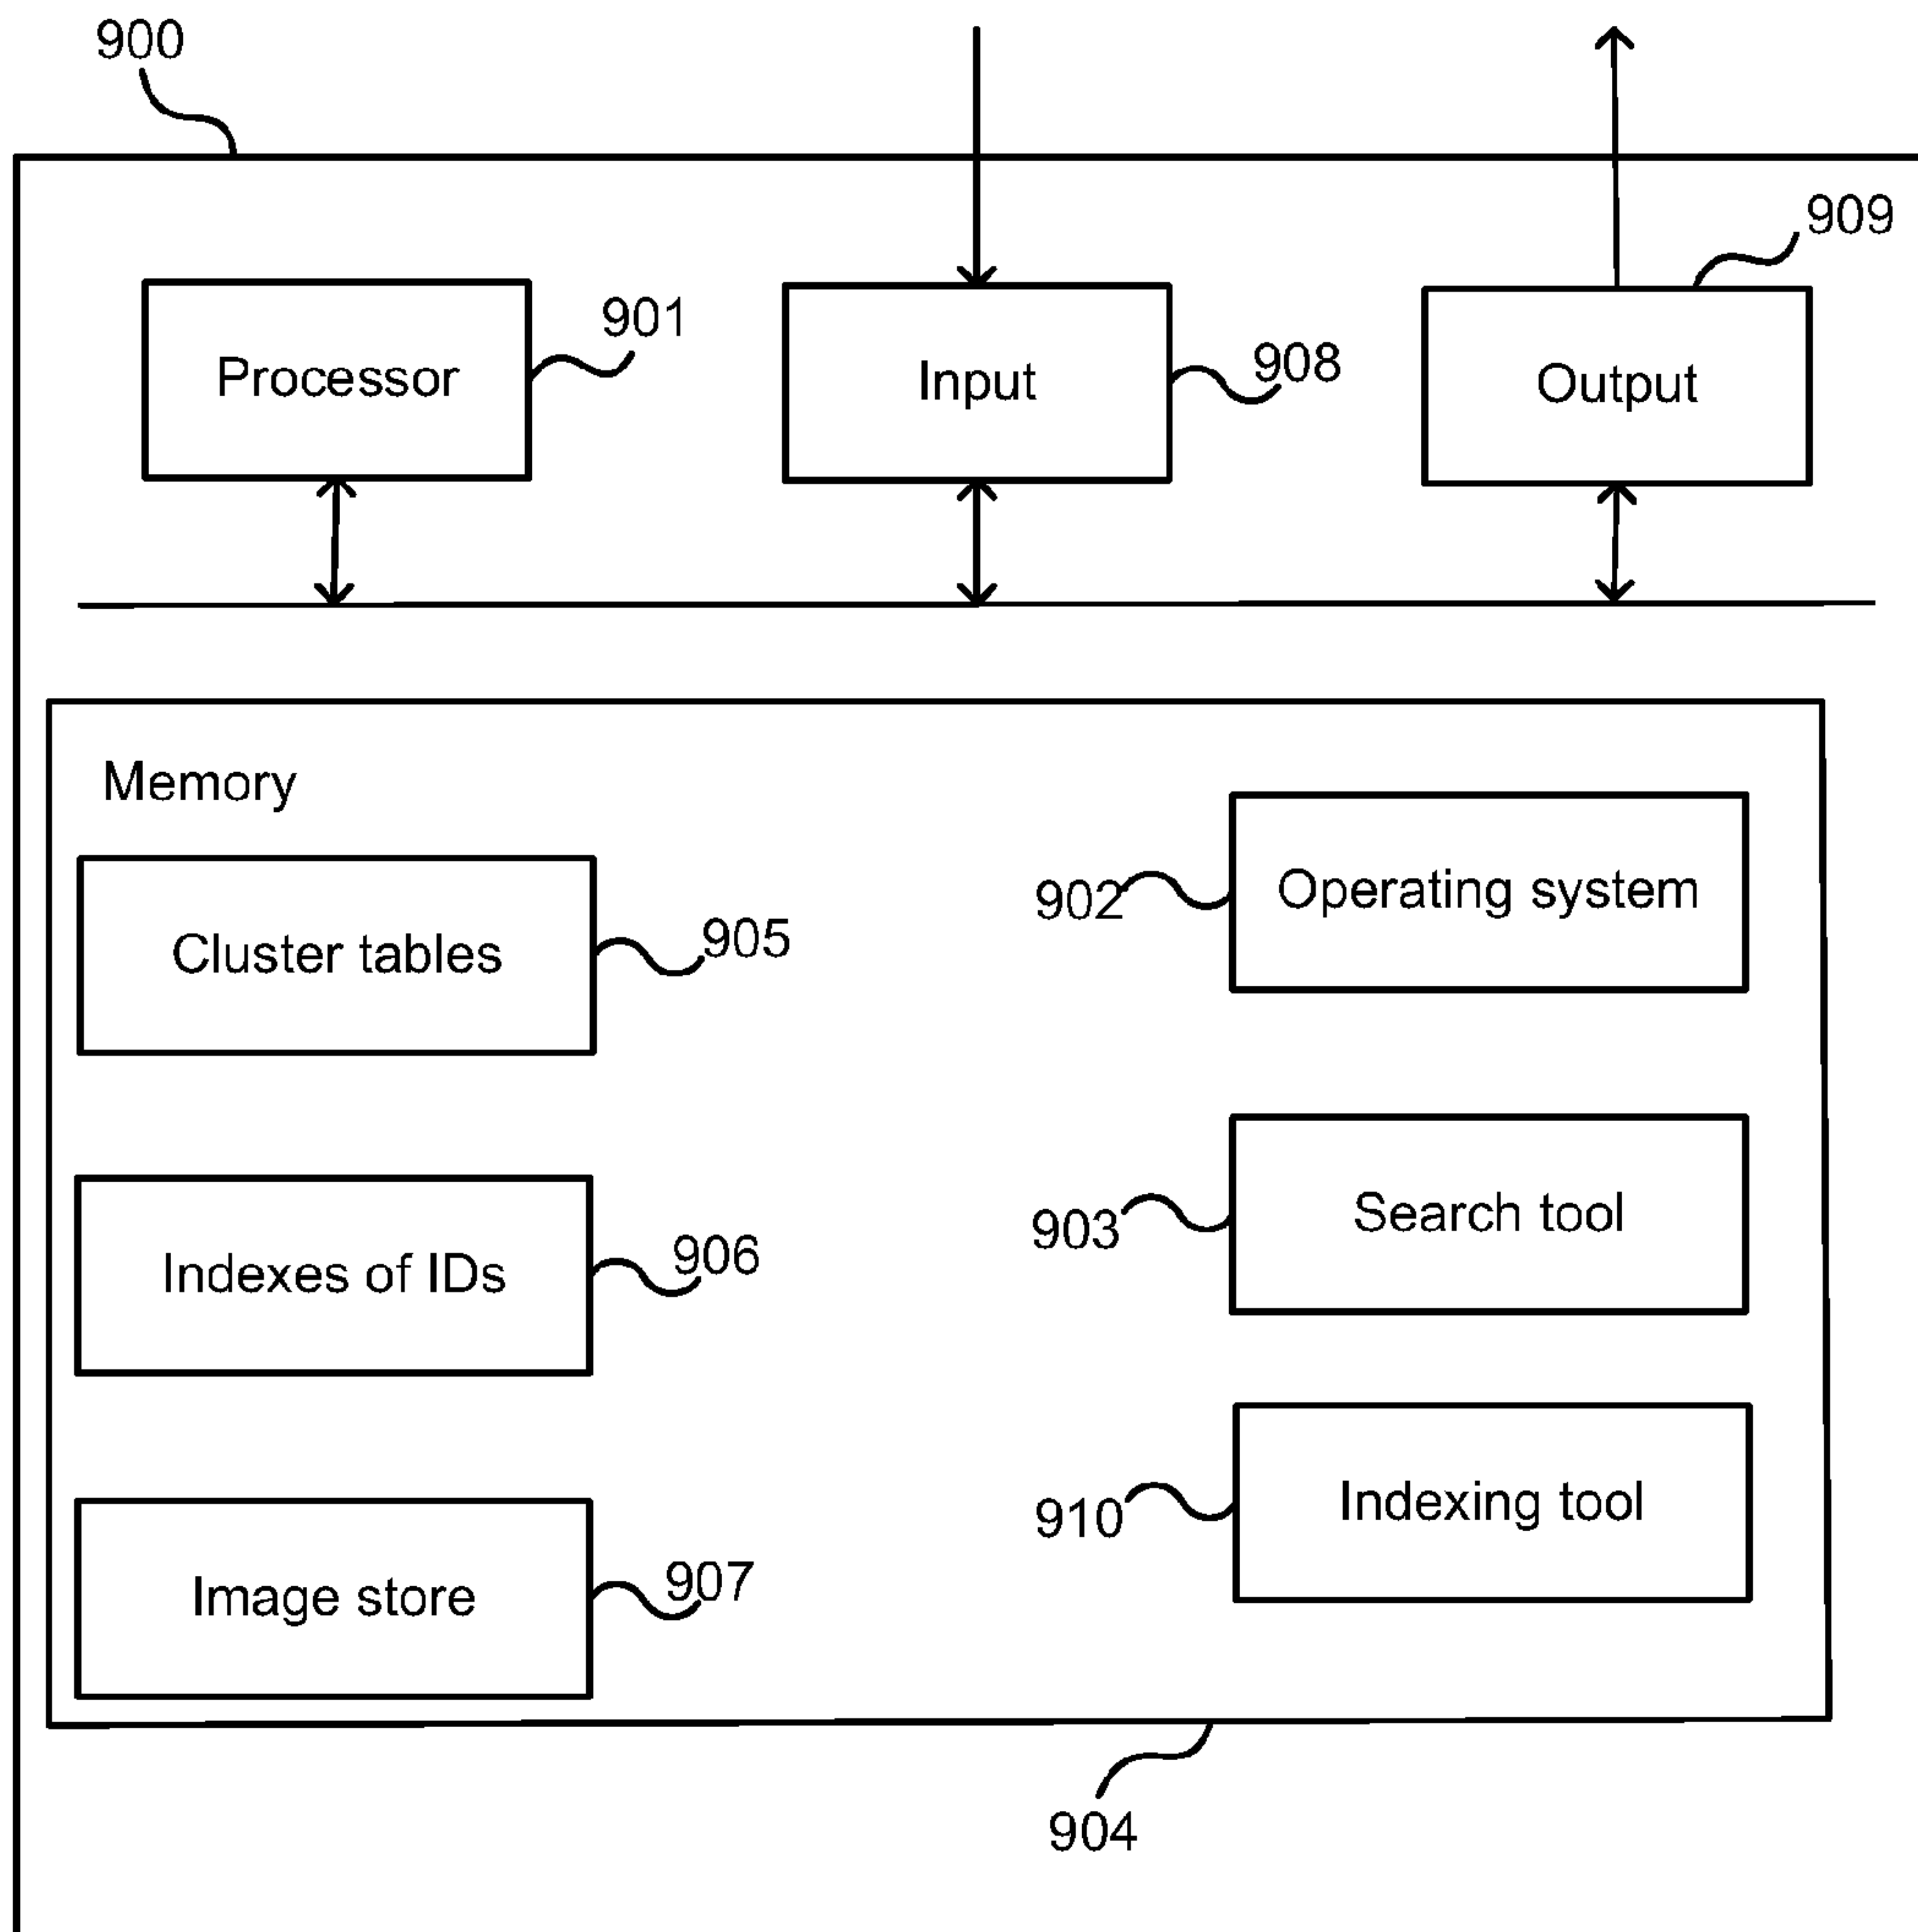 900
909
901
Processor
908
Input
Output
Memory
902
Operating system
905
Cluster tables
903
Search tool
906
Indexes of IDs
910
Indexing tool
907
Image store
904